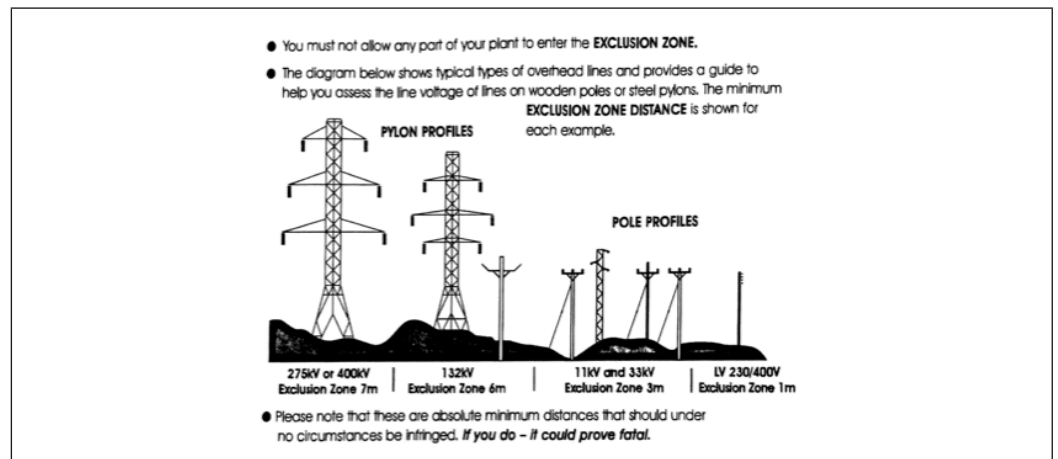 ● You must not allow any part of your plant to enter the EXCLUSION ZONE.
● The diagram below shows typical types of overhead lines and provides a guide to
help you assess the line voltage of lines on wooden poles or steel pylons. The minimum
EXCLUSION ZONE DISTANCE is shown for
each example.
PYLON PROFILES
POLE PROFILES
275kV or 400kV
Exclusion Zone 7m
132kV
Exclusion Zone 6m
11kV and 33kV
Exclusion Zone 3m
LV 230/400V
Exclusion Zone 1m
● Please note that these are absolute minimum distances that should under
no circumstances be infringed. If you do – it could prove fatal.